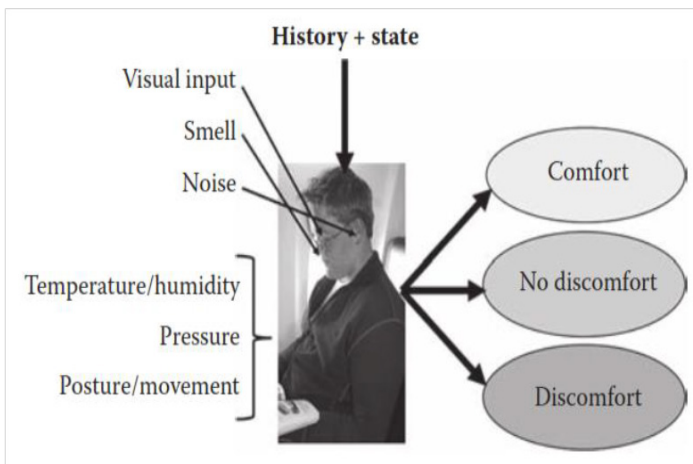 History + state
Visual input
Smell
Noise
Temperature/humidity
Pressure
Posture/movement
Comfort
No discomfort
Discomfort